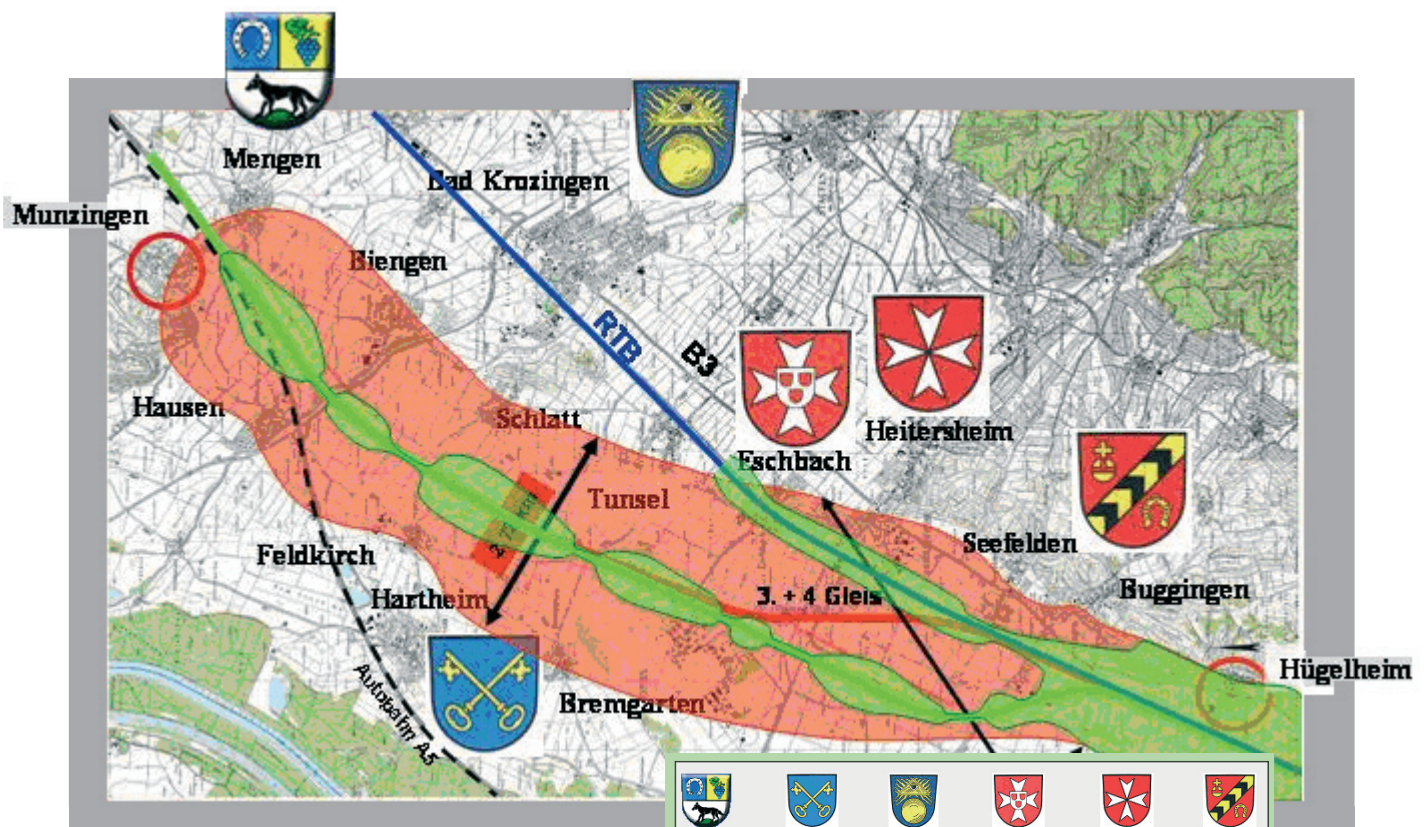 Mengen
Bad Krozingen
Munzingen
Biengen
RTB
B3
Hausen
Schlatt
Heitersheim
Eschbach
Tunsel
Seefelden
Feldkirch
Hartheim
3. + 4 Gleis
Buggingen
Hügelheim
Autobahn A5
Bremgarten